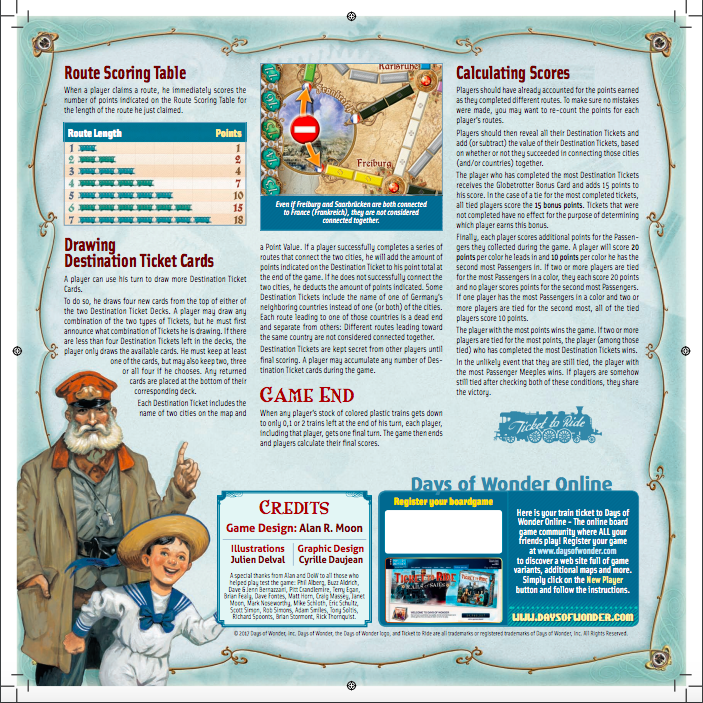 Route Scoring Table
When a player claims a route, he immediately scores the
number of points indicated on the Route Scoring Table for
the length of the route he just claimed.
Route Length Points
1 1
2 2
3 4
4 7
5 10
6 15
7 18
Drawing
Destination Ticket Cards
A player can use his turn to draw more Destination Ticket
Cards.
To do so, he draws four new cards from the top of either of
the two Destination Ticket Decks. A player may draw any
combination of the two types of Tickets, but he must first
announce what combination of Tickets he is drawing. If there
are less than four Destination Tickets left in the decks, the
player only draws the available cards. He must keep at least
one of the cards, but may also keep two, three
or all four if he chooses. Any returned
cards are placed at the bottom of their
corresponding deck.
Each Destination Ticket includes the
name of two cities on the map and
Karlsruhe
Frankreich
Freiburg
Even if Freiburg and Saarbrücken are both connected
to France (Frankreich), they are not considered
connected together.
a Point Value. If a player successfully completes a series of
routes that connect the two cities, he will add the amount of
points indicated on the Destination Ticket to his point total at
the end of the game. If he does not successfully connect the
two cities, he deducts the amount of points indicated. Some
Destination Tickets include the name of one of Germany's
neighboring countries instead of one (or both) of the cities.
Each route leading to one of those countries is a dead end
and separate from others: Different routes leading toward
the same country are not considered connected together.
Destination Tickets are kept secret from other players until
final scoring. A player may accumulate any number of Des-
tination Ticket cards during the game.
Game End
When any player's stock of colored plastic trains gets down
to only 0,1 or 2 trains left at the end of his turn, each player,
including that player, gets one final turn. The game then ends
and players calculate their final scores.
Calculating Scores
Players should have already accounted for the points earned
as they completed different routes. To make sure no mistakes
were made, you may want to re-count the points for each
player's routes.
Players should then reveal all their Destination Tickets and
add (or subtract) the value of their Destination Tickets, based
on whether or not they succeeded in connecting those cities
(and/or countries) together.
The player who has completed the most Destination Tickets
receives the Globetrotter Bonus Card and adds 15 points to
his score. In the case of a tie for the most completed tickets,
all tied players score the 15 bonus points. Tickets that were
not completed have no effect for the purpose of determining
which player earns this bonus.
Finally, each player scores additional points for the Passen-
gers they collected during the game. A player will score 20
points per color he leads in and 10 points per color he has the
second most Passengers in. If two or more players are tied
for the most Passengers in a color, they each score 20 points
and no player scores points for the second most Passengers.
If one player has the most Passengers in a color and two or
more players are tied for the second most, all of the tied
players score 10 points.
The player with the most points wins the game. If two or more
players are tied for the most points, the player (among those
tied) who has completed the most Destination Tickets wins.
In the unlikely event that they are still tied, the player with
the most Passenger Meeples wins. If players are somehow
still tied after checking both of these conditions, they share
the victory.
Ticket to Ride
Credits
Game Design: Alan R. Moon
Illustrations
Julien Delval
Graphic Design
Cyrille Daujean
A special thanks from Alan and DoW to all those who
helped play test the game: Phil Alberg, Buzz Aldrich,
Dave & Jenn Bernazzani, Pitt Crandlemire, Terry Egan,
Brian Fealy, Dave Fontes, Matt Horn, Craig Massey, Janet
Moon, Mark Noseworthy, Mike Schloth, Eric Schultz,
Scott Simon, Rob Simons, Adam Smiles, Tony Soltis,
Richard Spoonts, Brian Stormont, Rick Thornquist.
Days of Wonder Online
Register your boardgame
TICKET TO RIDE
Here is your train ticket to Days of
Wonder Online – The online board
game community where ALL your
friends play! Register your game
at www.daysofwonder.com
to discover a web site full of game
variants, additional maps and more.
Simply click on the New Player
button and follow the instructions.
WWW.DAYSOFWONDER.COM
© 2017 Days of Wonder, Inc. Days of Wonder, the Days of Wonder logo, and Ticket to Ride are all trademarks or registered trademarks of Days of Wonder, Inc. All Rights Reserved.